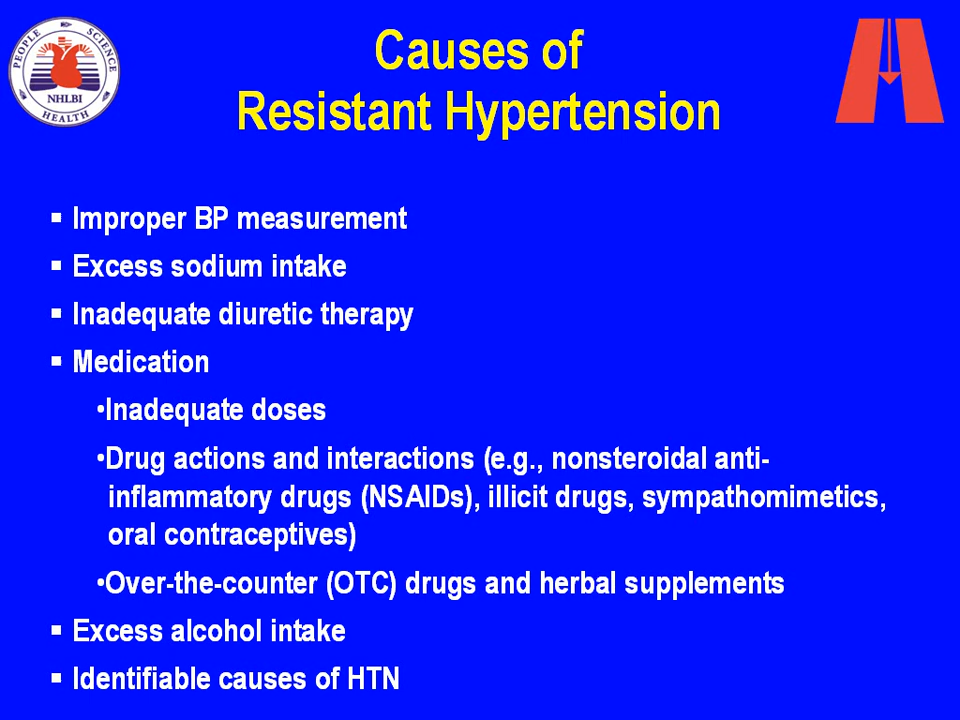 PEOPLE SCIENCE
NHLBI
HEALTH
Causes of
Resistant Hypertension
▪ Improper BP measurement
▪ Excess sodium intake
▪ Inadequate diuretic therapy
▪ Medication
•Inadequate doses
•Drug actions and interactions (e.g., nonsteroidal anti-
inflammatory drugs (NSAIDs), illicit drugs, sympathomimetics,
oral contraceptives)
•Over-the-counter (OTC) drugs and herbal supplements
▪ Excess alcohol intake
▪ Identifiable causes of HTN